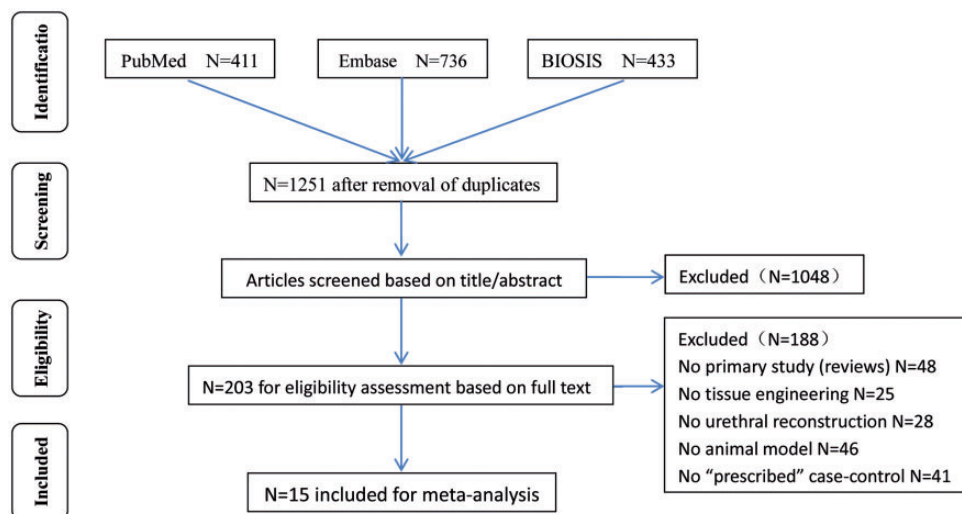 Identificatio
PubMed N=411
Embase N=736
BIOSIS N=433
Screening
N=1251 after removal of duplicates
Articles screened based on title/abstract
Excluded（N=1048）
Eligibility
N=203 for eligibility assessment based on full text
Excluded（N=188）
No primary study (reviews) N=48
No tissue engineering N=25
No urethral reconstruction N=28
No animal model N=46
No “prescribed” case-control N=41
Included
N=15 included for meta-analysis